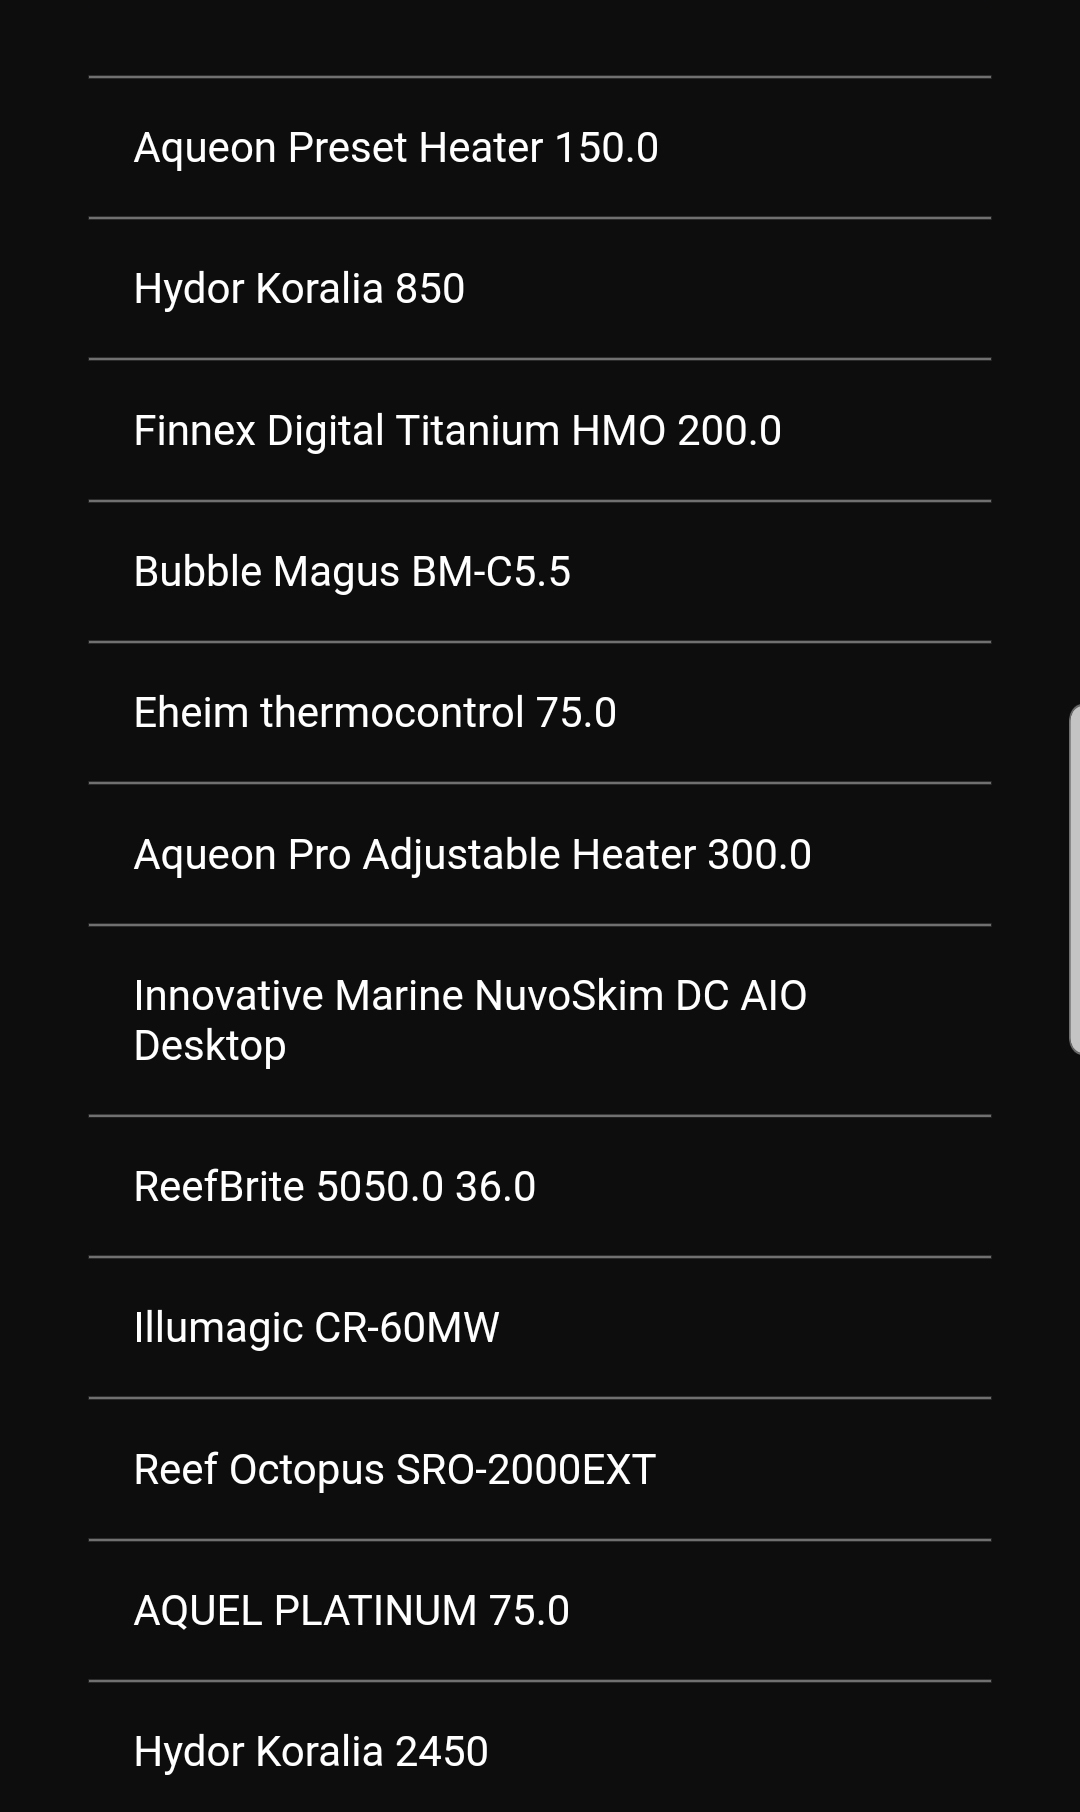 Aqueon Preset Heater 150.0
Hydor Koralia 850
Finnex Digital Titanium HMO 200.0
Bubble Magus BM-C5.5
Eheim thermocontrol 75.0
Aqueon Pro Adjustable Heater 300.0
Innovative Marine NuvoSkim DC AIO
Desktop
ReefBrite 5050.0 36.0
Illumagic CR-60MW
Reef Octopus SRO-2000EXT
AQUEL PLATINUM 75.0
Hydor Koralia 2450